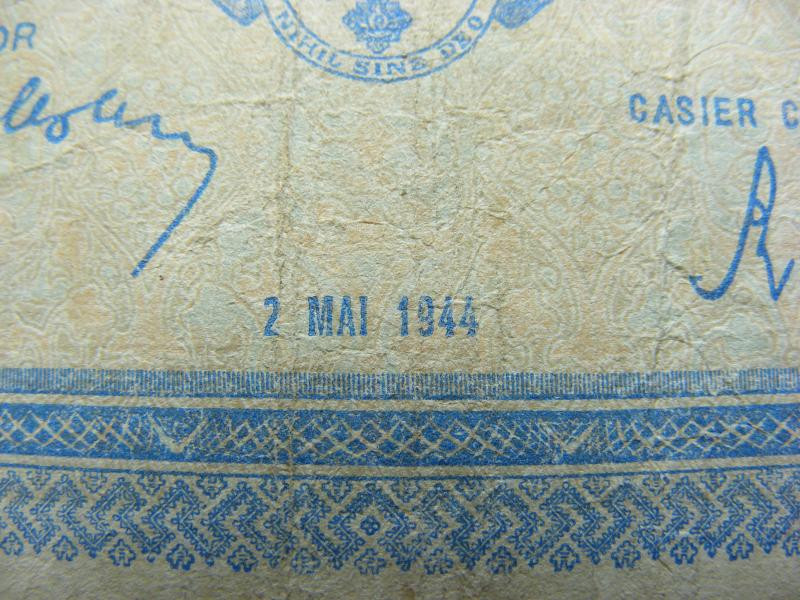 NIHIL SINE DEO
OR
CASIER C
2 MAI 1944